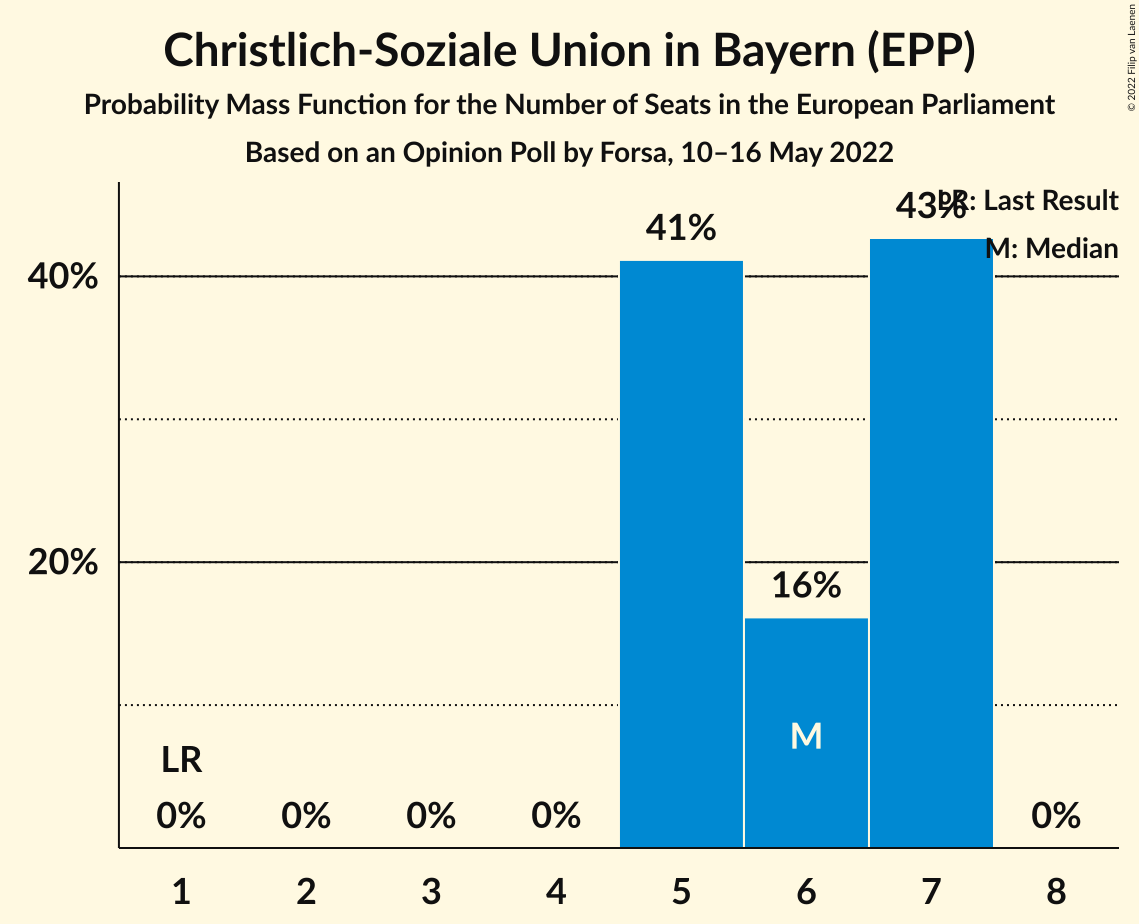 Christlich-Soziale Union in Bayern (EPP)
Probability Mass Function for the Number of Seats in the European Parliament
Based on an Opinion Poll by Forsa, 10–16 May 2022
© 2022 Filip van Laenen
LR: Last Result
M: Median
43%
41%
40%
20%
16%
M
LR
0% 0% 0% 0% 0%
1 2 3 4 5 6 7 8